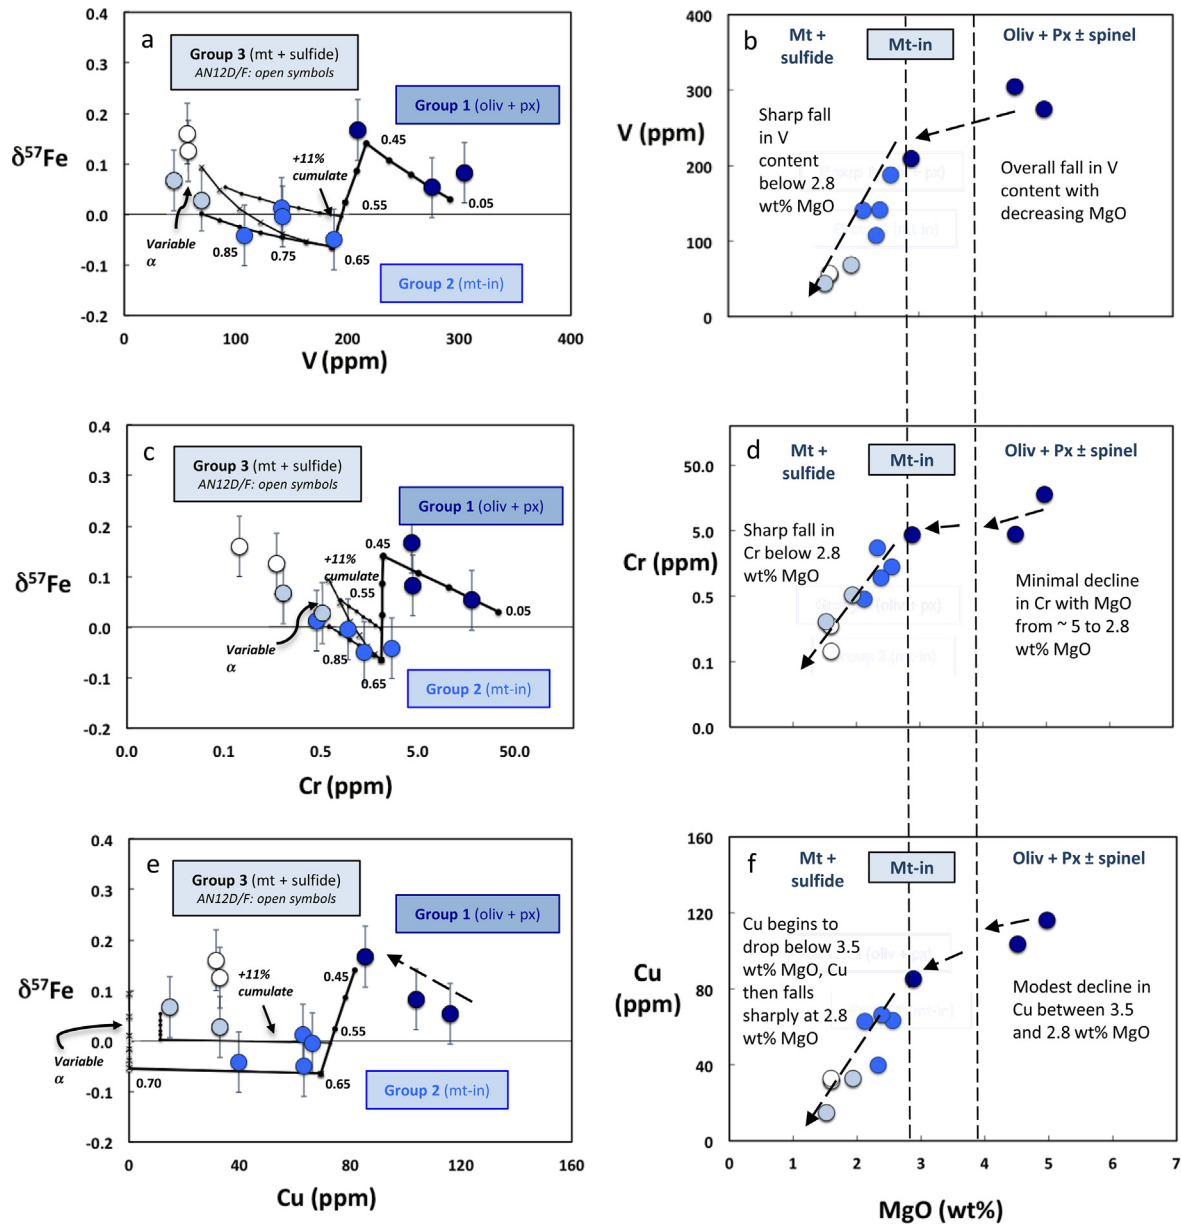 a
Group 3 (mt + sulfide)
AN12D/F: open symbols
Group 1 (oliv + px)
Group 2 (mt-in)
+11%
cumulate
Variable
α
0.45
0.05
0.55
0.65
0.75
0.85
δ57Fe
0.4
0.3
0.2
0.1
0.0
-0.1
-0.2
0
100
200
300
400
V (ppm)
b
Mt +
sulfide
Mt-in
Oliv + Px ± spinel
Sharp fall
in V
content
below 2.8
wt% MgO
Overall fall in V
content with
decreasing MgO
V (ppm)
400
300
200
100
0
c
Group 3 (mt + sulfide)
AN12D/F: open symbols
Group 1 (oliv + px)
Group 2 (mt-in)
+11%
cumulate
Variable
α
0.45
0.05
0.55
0.85
0.65
δ57Fe
0.4
0.3
0.2
0.1
0.0
-0.1
-0.2
0.0
0.1
0.5
5.0
50.0
Cr (ppm)
d
Mt +
sulfide
Mt-in
Oliv + Px ± spinel
Sharp fall in
Cr below 2.8
wt% MgO
Minimal decline
in Cr with MgO
from ~ 5 to 2.8
wt% MgO
Cr (ppm)
50.0
5.0
0.5
0.1
0.0
e
Group 3 (mt + sulfide)
AN12D/F: open symbols
Group 1 (oliv + px)
Group 2 (mt-in)
+11%
cumulate
Variable
α
0.45
0.55
0.65
0.70
δ57Fe
0.4
0.3
0.2
0.1
0.0
-0.1
-0.2
0
40
80
120
160
Cu (ppm)
f
Mt +
sulfide
Mt-in
Oliv + Px ± spinel
Cu begins to
drop below 3.5
wt% MgO, Cu
then falls
sharply at 2.8
wt% MgO
Modest decline in
Cu between 3.5
and 2.8 wt% MgO
Cu
(ppm)
160
120
80
40
0
0
1
2
3
4
5
6
7
MgO (wt%)